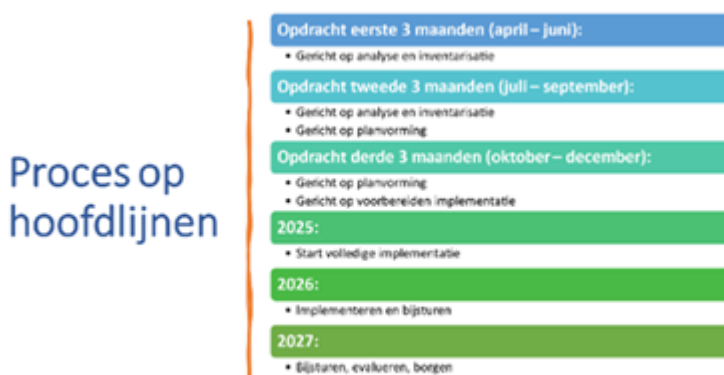 Proces op
hoofdlijnen
Opdracht eerste 3 maanden (april – juni):
• Gericht op analyse en inventarisatie
Opdracht tweede 3 maanden (juli – september):
• Gericht op analyse en inventarisatie
• Gericht op planvorming
Opdracht derde 3 maanden (oktober – december):
• Gericht op planvorming
• Gericht op voorbereiden implementatie
2025:
• Start volledige implementatie
2026:
• Implementeren en bijsturen
2027:
• Bijsturen, evalueren, borgen